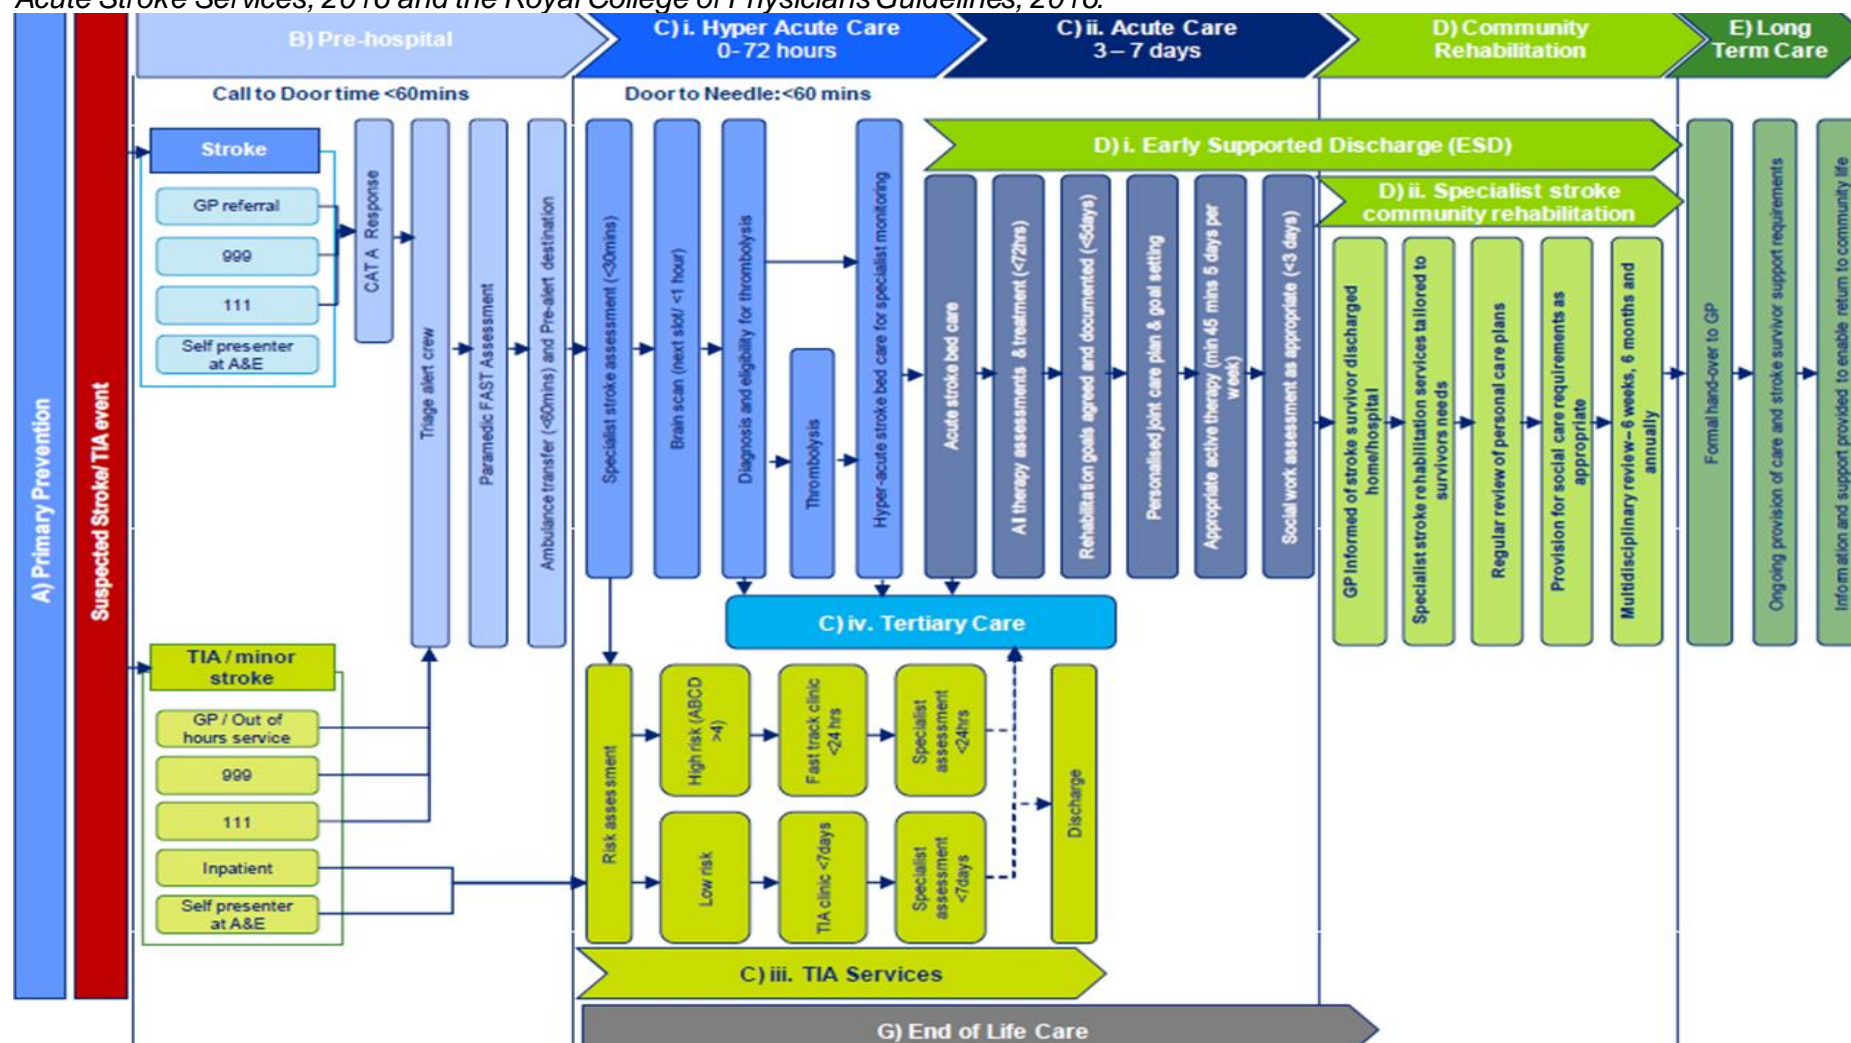 Acute Stroke Services, 2016 and the Royal College of Physicians Guidelines, 2016.
B) Pre-hospital
C) i. Hyper Acute Care
0-72 hours
C) ii. Acute Care
3 – 7 days
D) Community
Rehabilitation
E) Long
Term Care
Call to Door time <60mins
Door to Needle: <60 mins
A) Primary Prevention
Suspected Stroke/ TIA event
Stroke
GP referral
999
111
Self presenter
at A&E
CAT A Response
Triage alert crew
Paramedic FAST Assessment
Ambulance transfer (<60mins) and Pre-alert destination
Specialist stroke assessment (<30mins)
Brain scan (next slot/ <1 hour)
Diagnosis and eligibility for thrombolysis
Thrombolysis
Hyper-acute stroke bed care for specialist monitoring
D) i. Early Supported Discharge (ESD)
Acute stroke bed care
AI therapy assessments & treatment (<72hrs)
Rehabilitation goals agreed and documented (<5days)
Personalised joint care plan & goal setting
Appropriate active therapy (min 45 mins 5 days per
week)
Social work assessment as appropriate (<3 days)
D) ii. Specialist stroke
community rehabilitation
GP Informed of stroke survivor discharged
home/hospital
Specialist stroke rehabilitation services tailored to
survivors needs
Regular review of personal care plans
Provision for social care requirements as
appropriate
Multidisciplinary review– 6 weeks, 6 months and
annually
Formal hand-over to GP
Ongoing provision of care and stroke survivor support requirements
Information and support provided to enable return to community life
C) iv. Tertiary Care
TIA / minor
stroke
GP / Out of
hours service
999
111
Inpatient
Self presenter
at A&E
Risk assessment
High risk (ABCD
>4)
Fast track clinic
<24 hrs
Specialist
assessment
<24hrs
Low risk
TIA clinic <7days
Specialist
assessment
<7days
Discharge
C) iii. TIA Services
G) End of Life Care